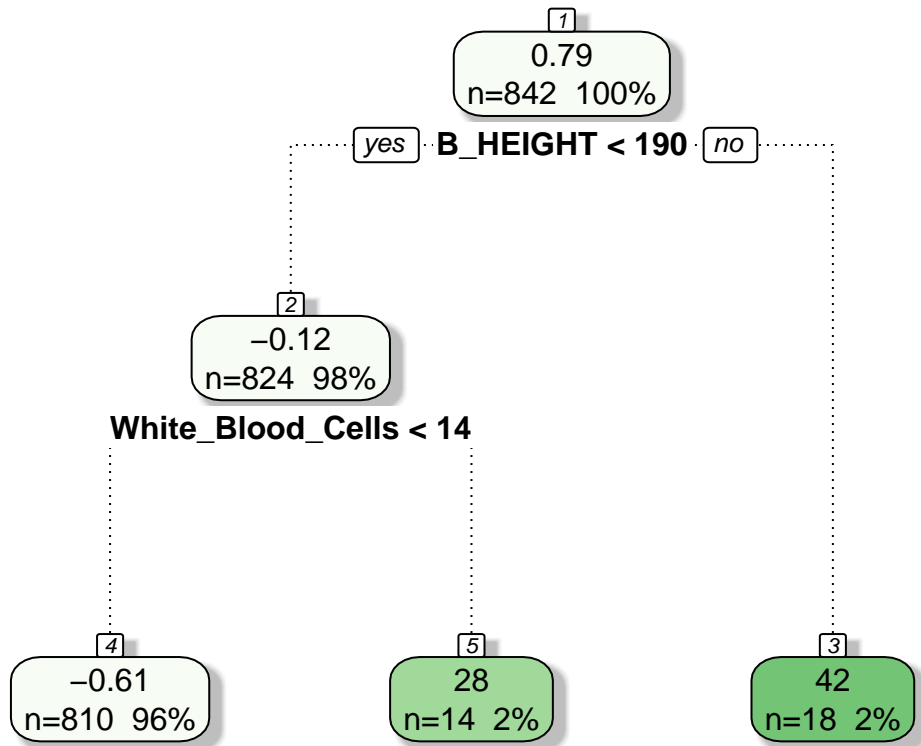 1
0.79
n=842 100%
yes B_HEIGHT < 190 no
2
−0.12
n=824 98%
White_Blood_Cells < 14
4 5 3
−0.61 28 42
n=810 96% n=14 2% n=18 2%